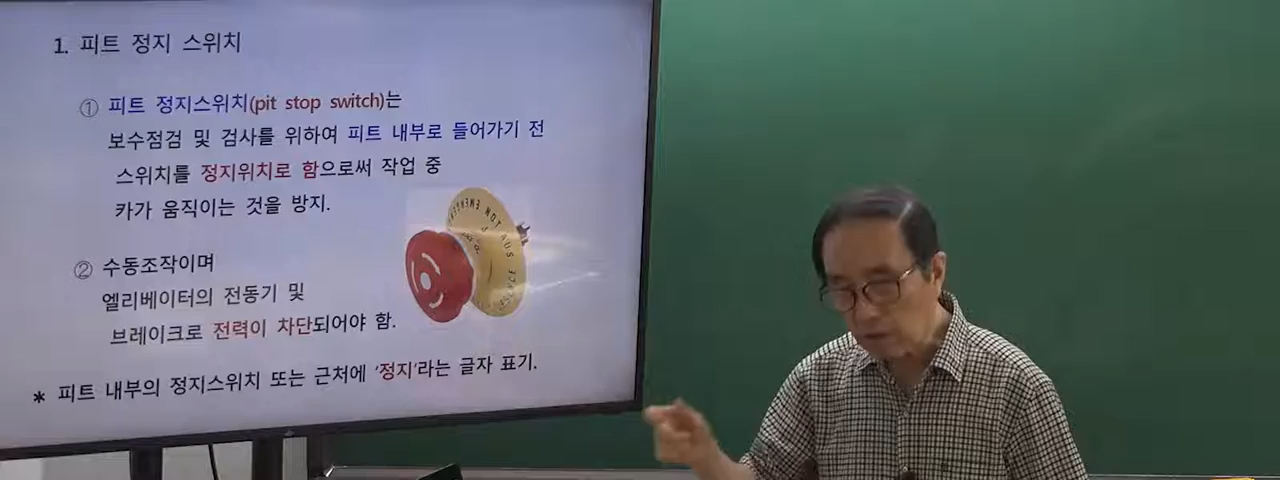 1. 피트 정지 스위치
① 피트 정지스위치(pit stop switch)는
보수점검 및 검사를 위하여 피트 내부로 들어가기 전
스위치를 정지위치로 함으로써 작업 중
카가 움직이는 것을 방지.
② 수동조작이며
엘리베이터의 전동기 및
브레이크로 전력이 차단되어야 함.
* 피트 내부의 정지스위치 또는 근처에 '정지'라는 글자 표기.